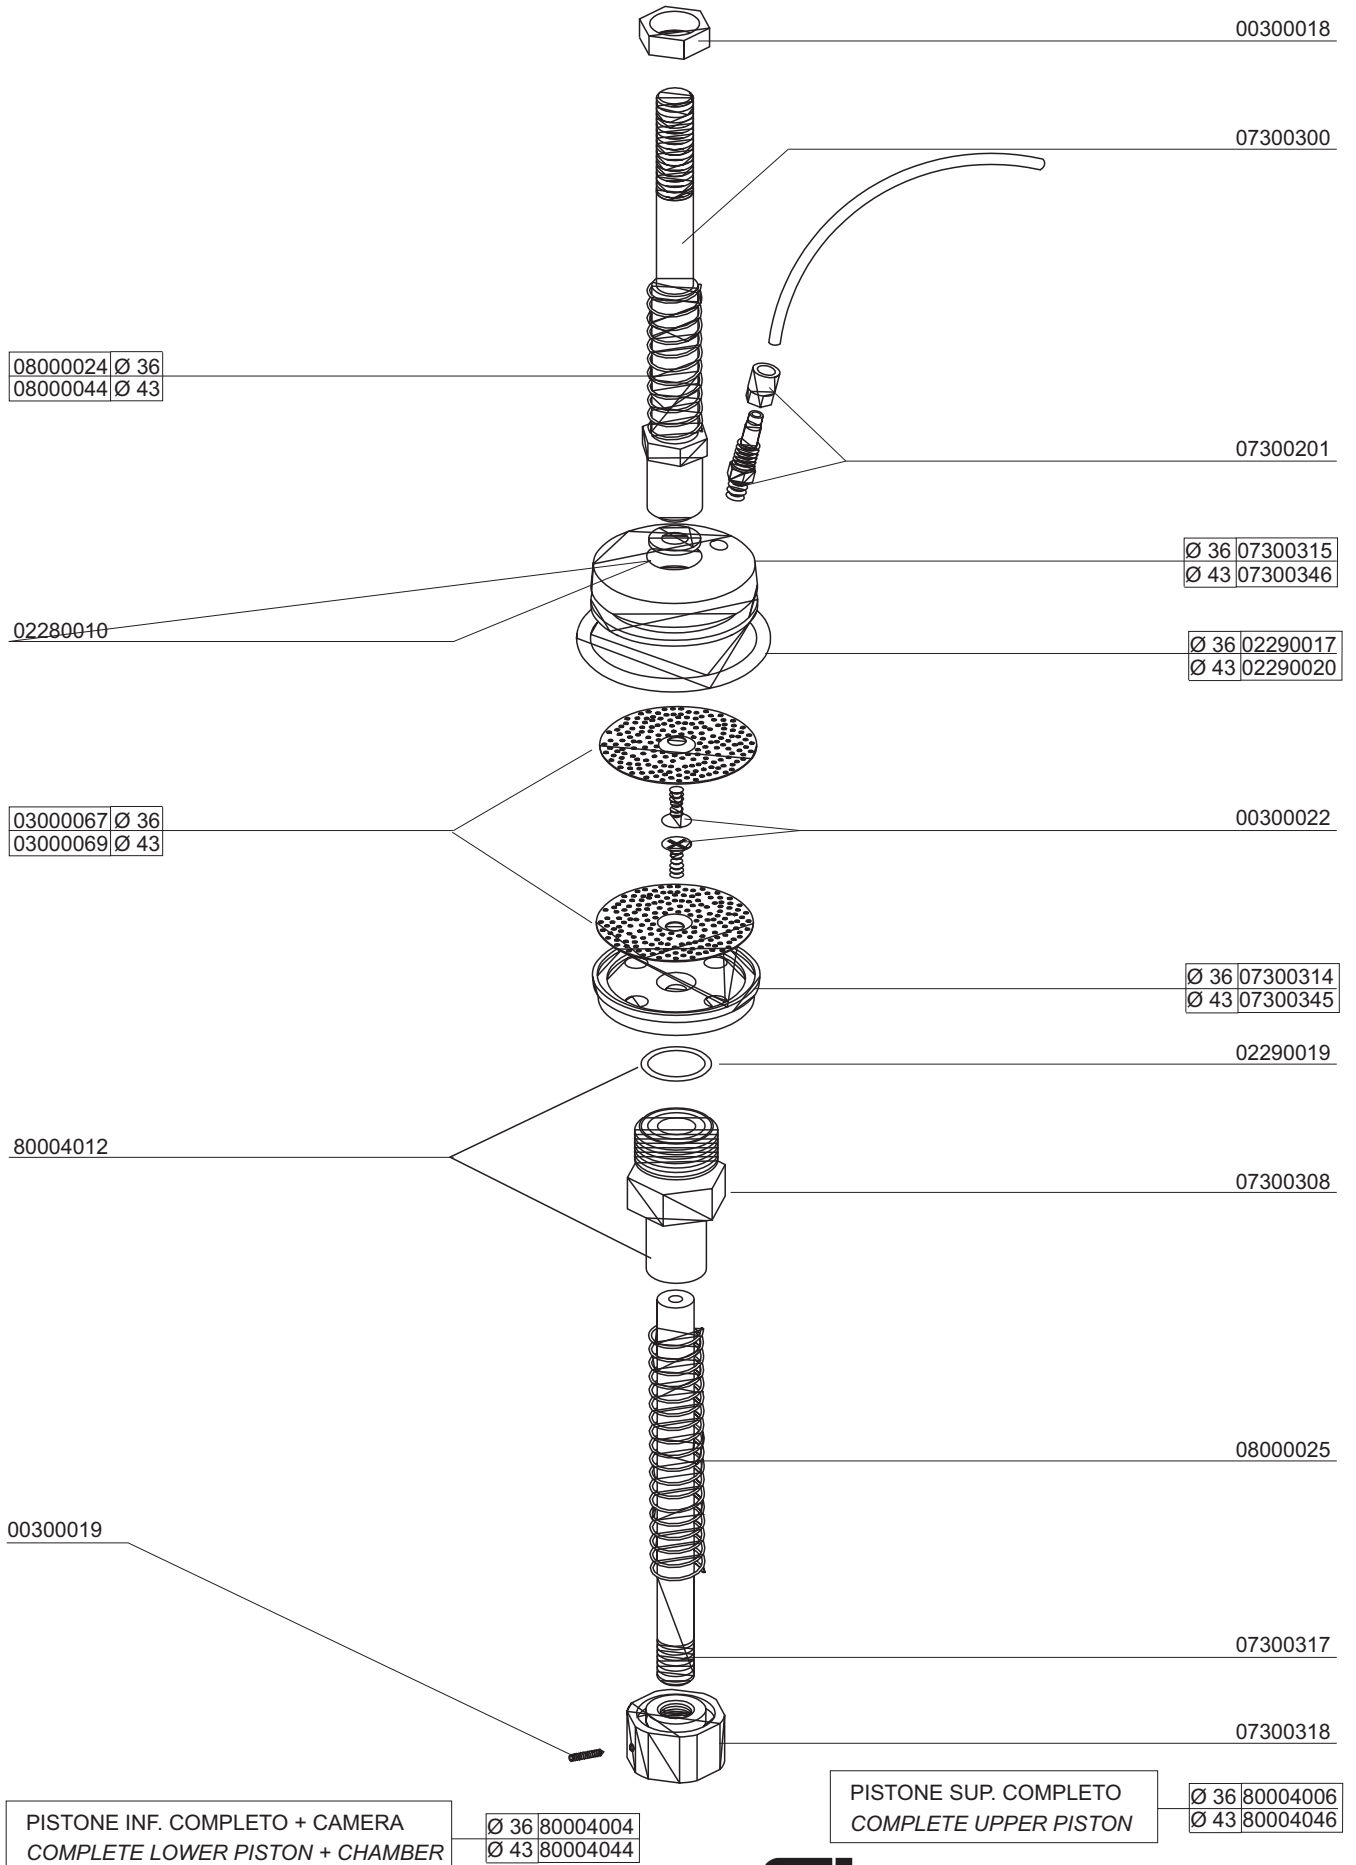 00300018
07300300
08000024 Ø 36
08000044 Ø 43
07300201
Ø 36 07300315
Ø 43 07300346
02280010
Ø 36 02290017
Ø 43 02290020
03000067 Ø 36
03000069 Ø 43
00300022
Ø 36 07300314
Ø 43 07300345
02290019
80004012
07300308
08000025
00300019
07300317
07300318
PISTONE INF. COMPLETO + CAMERA
COMPLETE LOWER PISTON + CHAMBER
Ø 36 80004004
Ø 43 80004044
PISTONE SUP. COMPLETO
COMPLETE UPPER PISTON
Ø 36 80004006
Ø 43 80004046